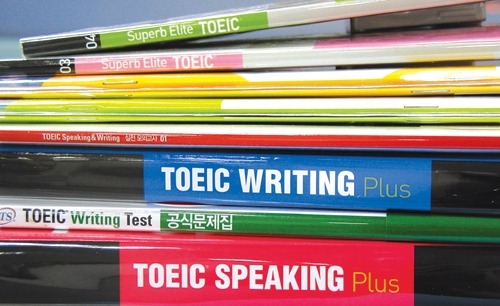 04 Superb Elite TOEIC
03 Superb Elite TOEIC
TOEIC Speaking & Writing 실전 모의고사 01
TOEIC® WRITING Plus
ETS TOEIC® Writing Test 공식문제집
TOEIC® SPEAKING Plus